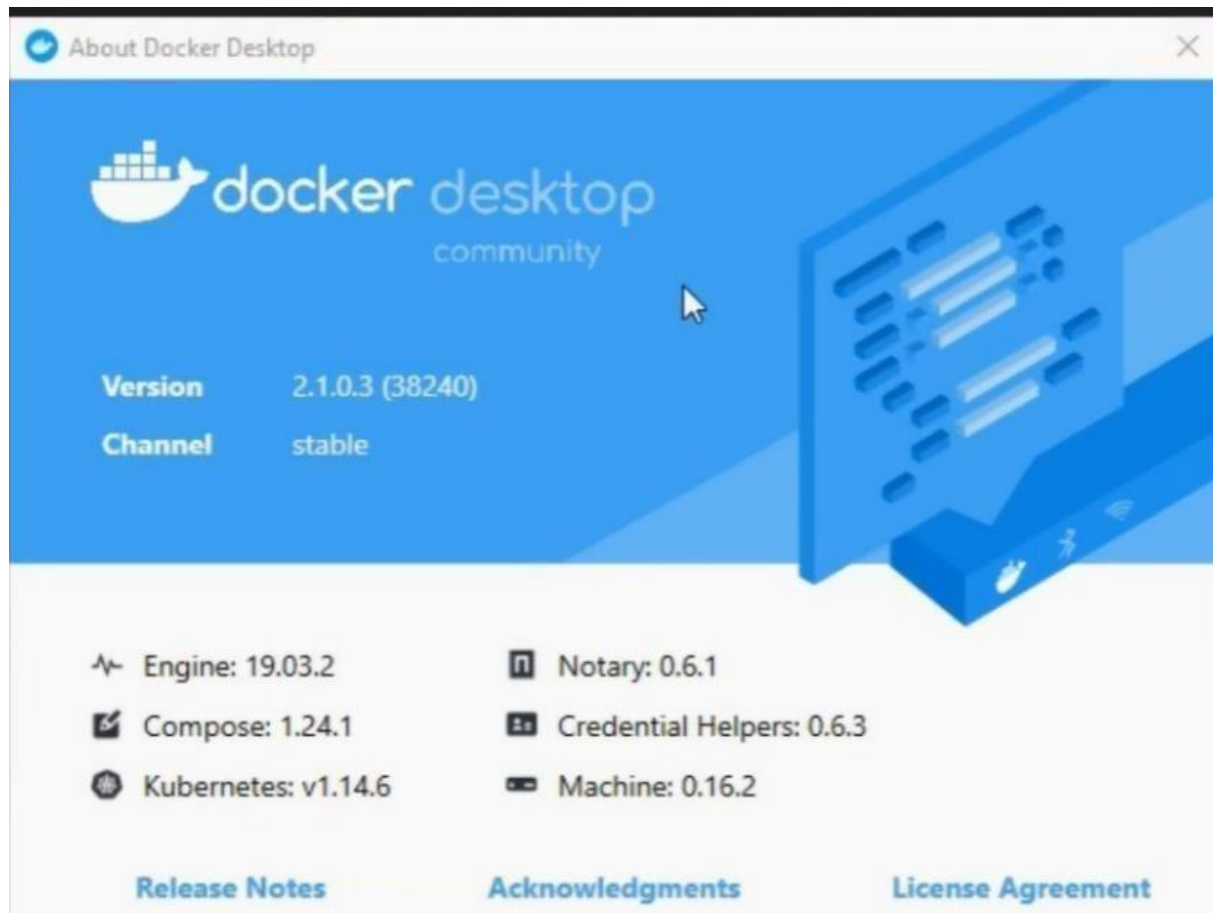 About Docker Desktop
docker desktop
community
Version 2.1.0.3 (38240)
Channel stable
Engine: 19.03.2 Notary: 0.6.1
Compose: 1.24.1 Credential Helpers: 0.6.3
Kubernetes: v1.14.6 Machine: 0.16.2
Release Notes Acknowledgments License Agreement